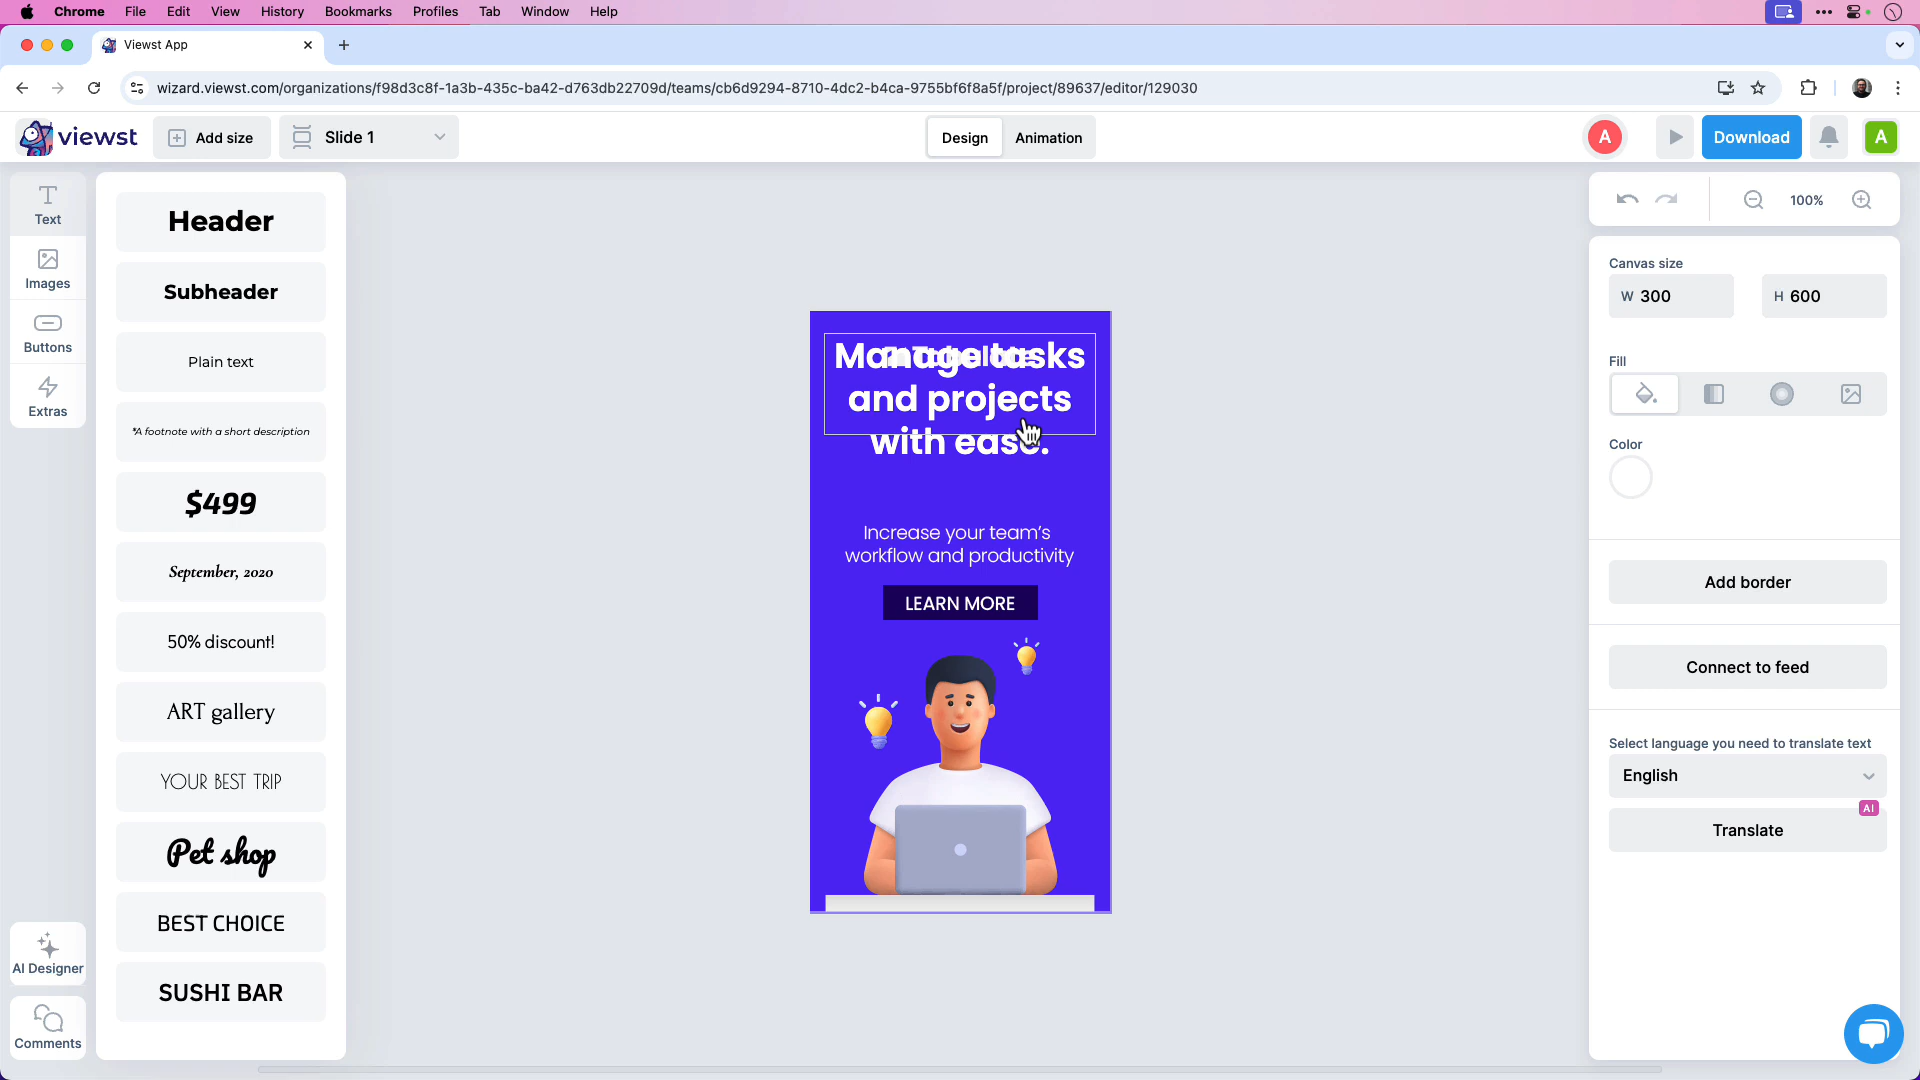 Chrome File Edit View History Bookmarks Profiles Tab Window Help
Viewst App
wizard.viewst.com/organizations/f98d3c8f-1a3b-435c-ba42-d763db22709d/teams/cb6d9294-8710-4dc2-b4ca-9755bf6f8a5f/project/89637/editor/129030
viewst
Add size
Slide 1
Design
Animation
A
Download
A
Text
Images
Buttons
Extras
AI Designer
Comments
Header
Subheader
Plain text
*A footnote with a short description
$499
September, 2020
50% discount!
ART gallery
YOUR BEST TRIP
Pet shop
BEST CHOICE
SUSHI BAR
Manage tasks
and projects
with ease.
Increase your team's
workflow and productivity
LEARN MORE
100%
Canvas size
W 300
H 600
Fill
Color
Add border
Connect to feed
Select language you need to translate text
English
AI
Translate